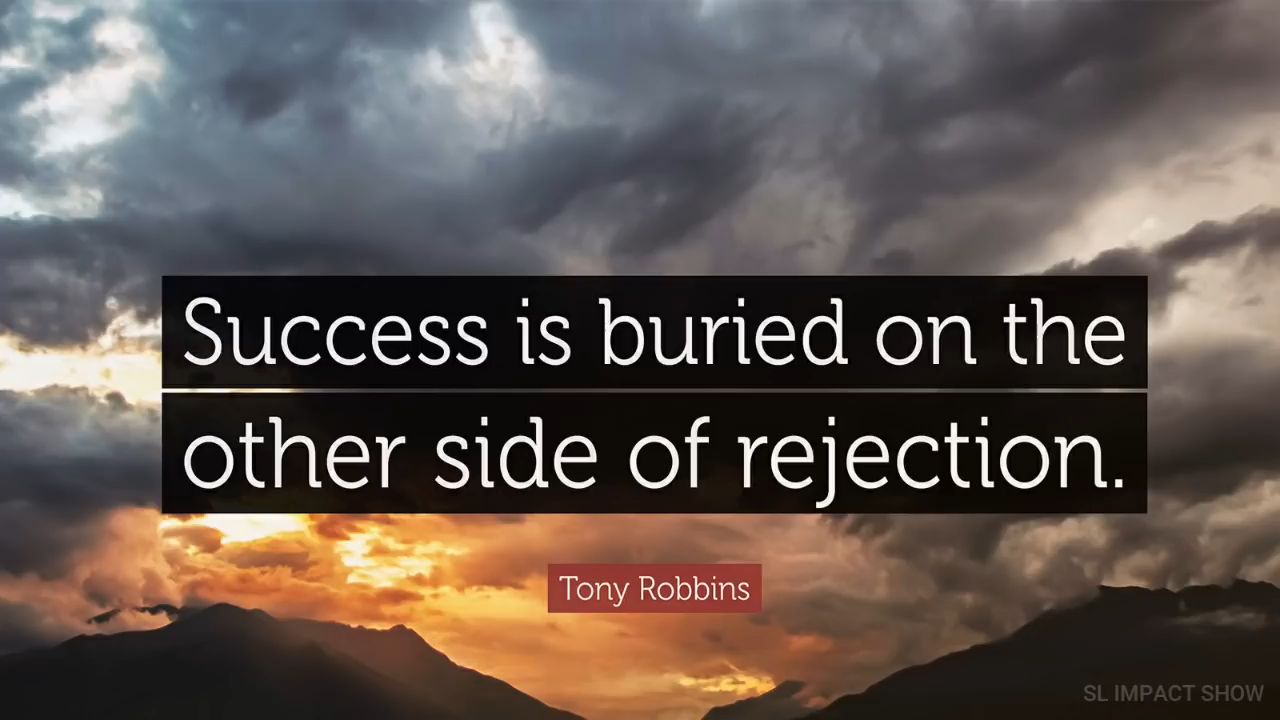 Success is buried on the
other side of rejection.
Tony Robbins
SL IMPACT SHOW